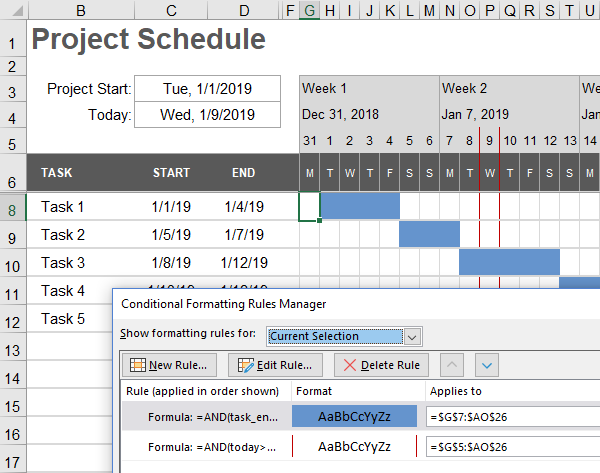 B C D F G H I J K L M N O P Q R S T U
1 Project Schedule
2
3 Project Start: Tue, 1/1/2019 Week 1 Week 2 We
4 Today: Wed, 1/9/2019 Dec 31, 2018 Jan 7, 2019 Jan
5 31 1 2 3 4 5 6 7 8 9 10 11 12 13 14
6 TASK START END M T W T F S S M T W T F S S M
8 Task 1 1/1/19 1/4/19
9 Task 2 1/5/19 1/7/19
10 Task 3 1/8/19 1/12/19
11 Task 4
12 Task 5
13
14
15
16
17
Conditional Formatting Rules Manager
Show formatting rules for: Current Selection
New Rule... Edit Rule... Delete Rule
Rule (applied in order shown) Format Applies to
Formula: =AND(task_en... AaBbCcYyZz =$G$7:$AO$26
Formula: =AND(today>... AaBbCcYyZz =$G$5:$AO$26